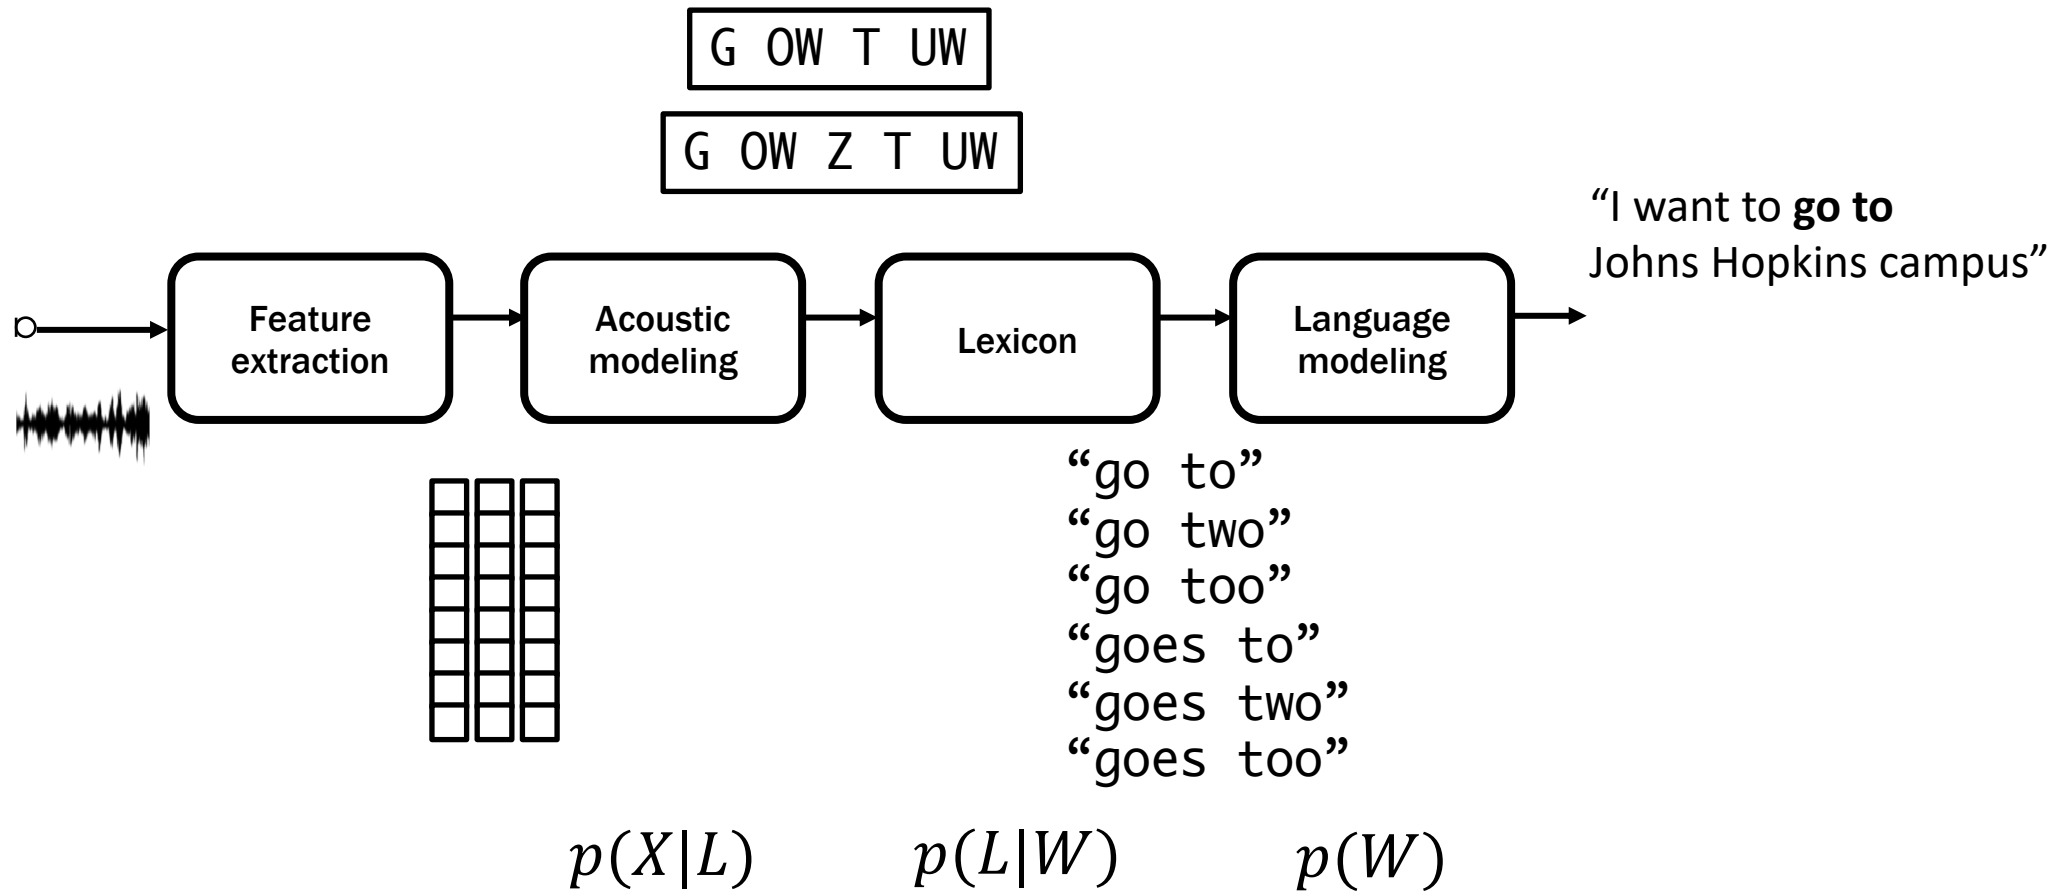 G OW T UW
G OW Z T UW
“I want to go to
Johns Hopkins campus”
Feature
extraction
Acoustic
modeling
Lexicon
Language
modeling
“go to”
“go two”
“go too”
“goes to”
“goes two”
“goes too”
p(X|L)
p(L|W)
p(W)